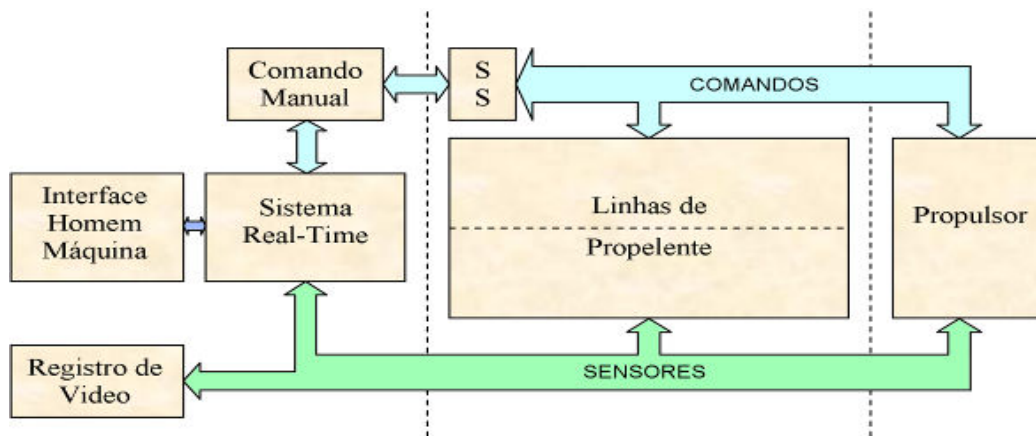 Comando
Manual
S
S
COMANDOS
Interface
Homem
Máquina
Sistema
Real-Time
Linhas de
Propelente
Propulsor
Registro de
Video
SENSORES